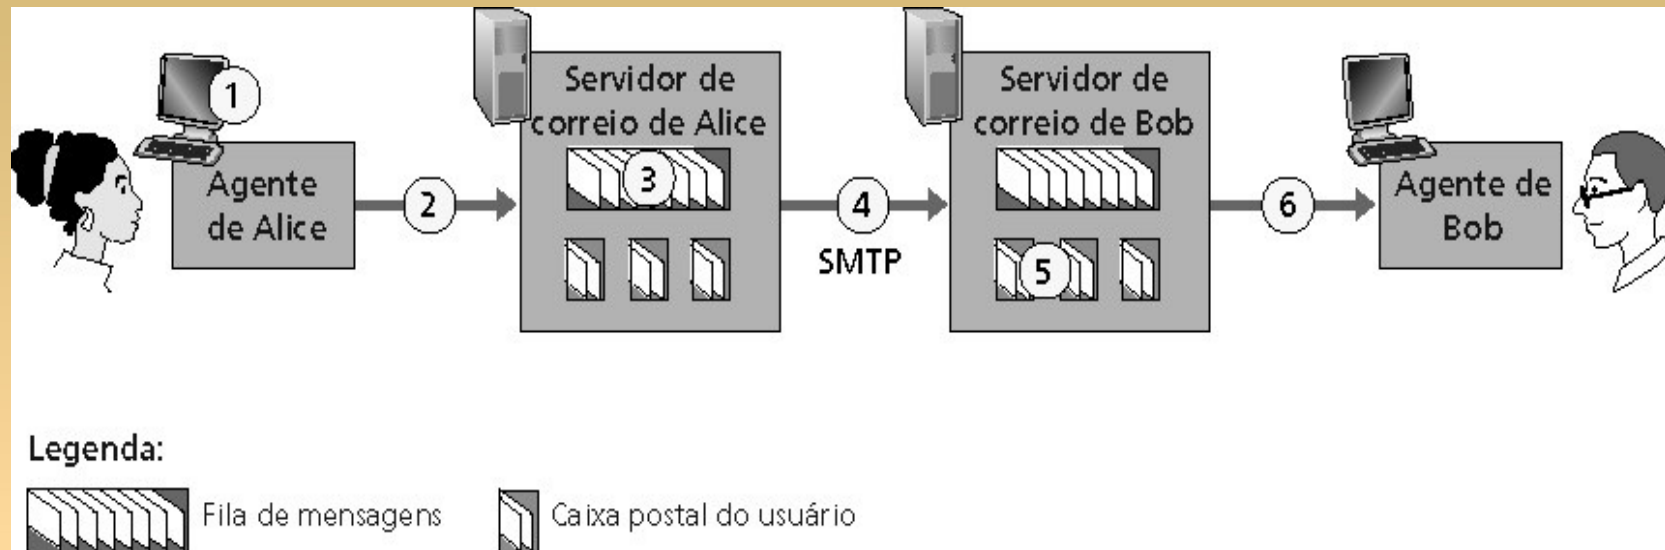 1
Agente
de Alice
2
Servidor de
correio de Alice
3
4
SMTP
Servidor de
correio de Bob
5
6
Agente de
Bob
Legenda:
Fila de mensagens
Caixa postal do usuário